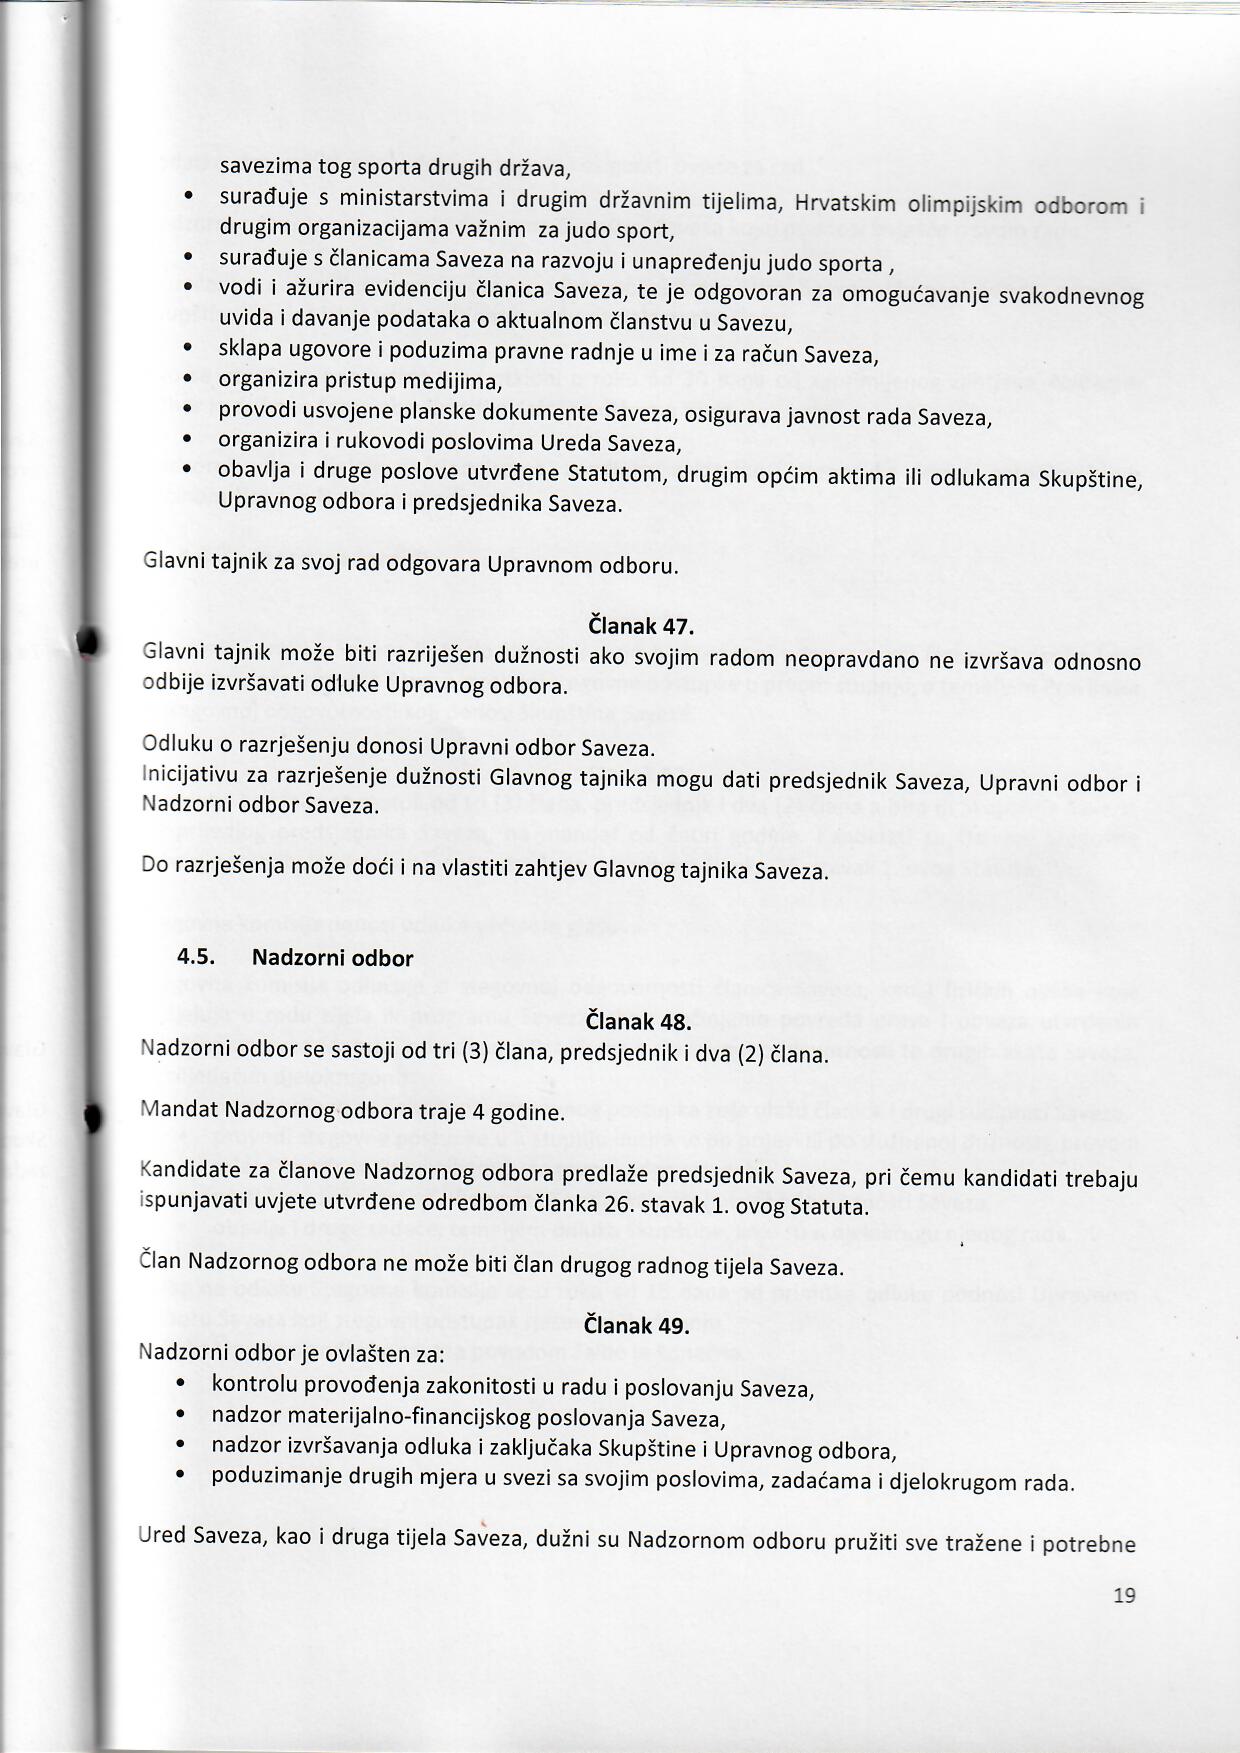 savezima tog sporta drugih država,
• surađuje s ministarstvima i drugim državnim tijelima, Hrvatskim olimpijskim odborom i
drugim organizacijama važnim za judo sport,
• surađuje s članicama Saveza na razvoju i unapređenju judo sporta ,
• vodi i ažurira evidenciju članica Saveza, te je odgovoran za omogućavanje svakodnevnog
uvida i davanje podataka o aktualnom članstvu u Savezu,
• sklapa ugovore i poduzima pravne radnje u ime i za račun Saveza,
• organizira pristup medijima,
• provodi usvojene planske dokumente Saveza, osigurava javnost rada Saveza,
• organizira i rukovodi poslovima Ureda Saveza,
• obavlja i druge poslove utvrđene Statutom, drugim općim aktima ili odlukama Skupštine,
Upravnog odbora i predsjednika Saveza.
Glavni tajnik za svoj rad odgovara Upravnom odboru.
Članak 47.
Glavni tajnik može biti razriješen dužnosti ako svojim radom neopravdano ne izvršava odnosno
odbije izvršavati odluke Upravnog odbora.
Odluku o razrješenju donosi Upravni odbor Saveza.
Inicijativu za razrješenje dužnosti Glavnog tajnika mogu dati predsjednik Saveza, Upravni odbor i
Nadzorni odbor Saveza.
Do razrješenja može doći i na vlastiti zahtjev Glavnog tajnika Saveza.
4.5. Nadzorni odbor
Članak 48.
Nadzorni odbor se sastoji od tri (3) člana, predsjednik i dva (2) člana.
Mandat Nadzornog odbora traje 4 godine.
Kandidate za članove Nadzornog odbora predlaže predsjednik Saveza, pri čemu kandidati trebaju
ispunjavati uvjete utvrđene odredbom članka 26. stavak 1. ovog Statuta.
Član Nadzornog odbora ne može biti član drugog radnog tijela Saveza.
Članak 49.
Nadzorni odbor je ovlašten za:
• kontrolu provođenja zakonitosti u radu i poslovanju Saveza,
• nadzor materijalno-financijskog poslovanja Saveza,
• nadzor izvršavanja odluka i zaključaka Skupštine i Upravnog odbora,
• poduzimanje drugih mjera u svezi sa svojim poslovima, zadaćama i djelokrugom rada.
Ured Saveza, kao i druga tijela Saveza, dužni su Nadzornom odboru pružiti sve tražene i potrebne
19